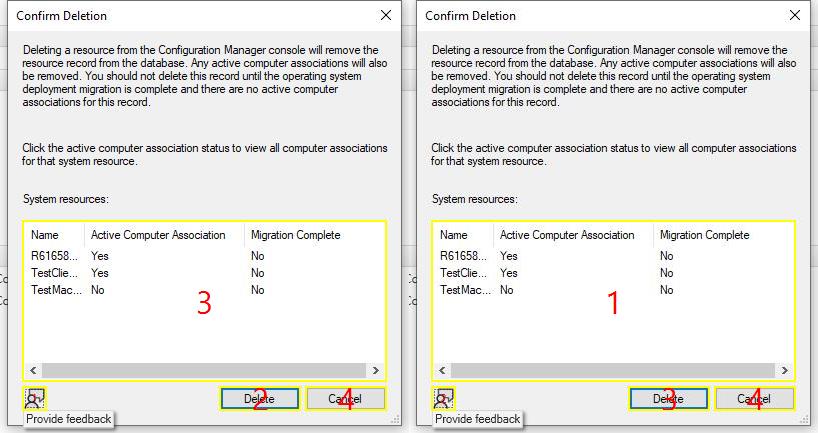 Confirm Deletion
Deleting a resource from the Configuration Manager console will remove the
resource record from the database. Any active computer associations will also
be removed. You should not delete this record until the operating system
deployment migration is complete and there are no active computer
associations for this record.
Click the active computer association status to view all computer associations
for that system resource.
System resources:
Name Active Computer Association Migration Complete
R61658... Yes No
TestClie... Yes No
TestMac... No No
3
Delete
2
Cancel
4
Provide feedback
Confirm Deletion
Deleting a resource from the Configuration Manager console will remove the
resource record from the database. Any active computer associations will also
be removed. You should not delete this record until the operating system
deployment migration is complete and there are no active computer
associations for this record.
Click the active computer association status to view all computer associations
for that system resource.
System resources:
Name Active Computer Association Migration Complete
R61658... Yes No
TestClie... Yes No
TestMac... No No
1
Delete
3
Cancel
4
Provide feedback